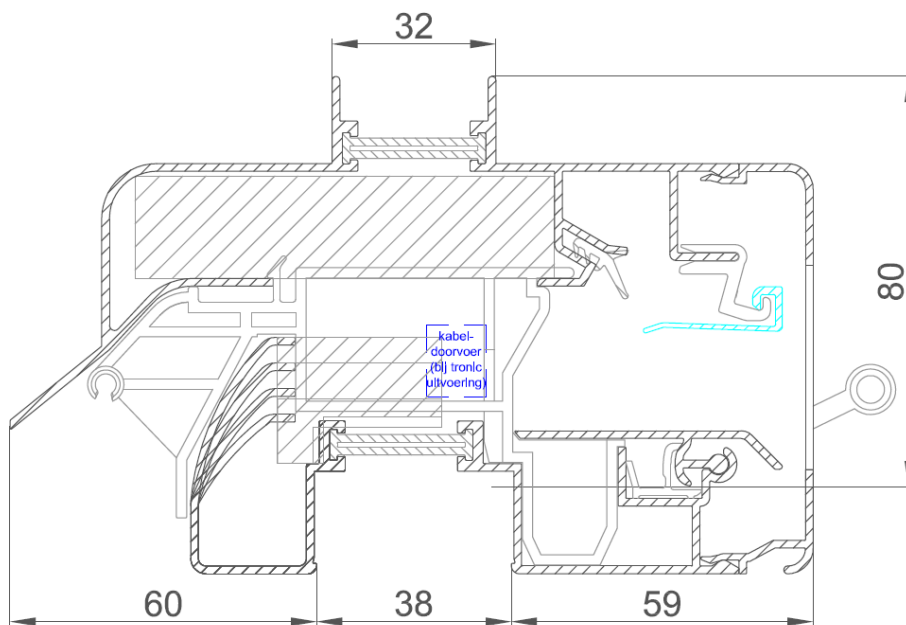 32
80
kabel-
doorvoer
(bij tronic
uitvoering)
60
38
59